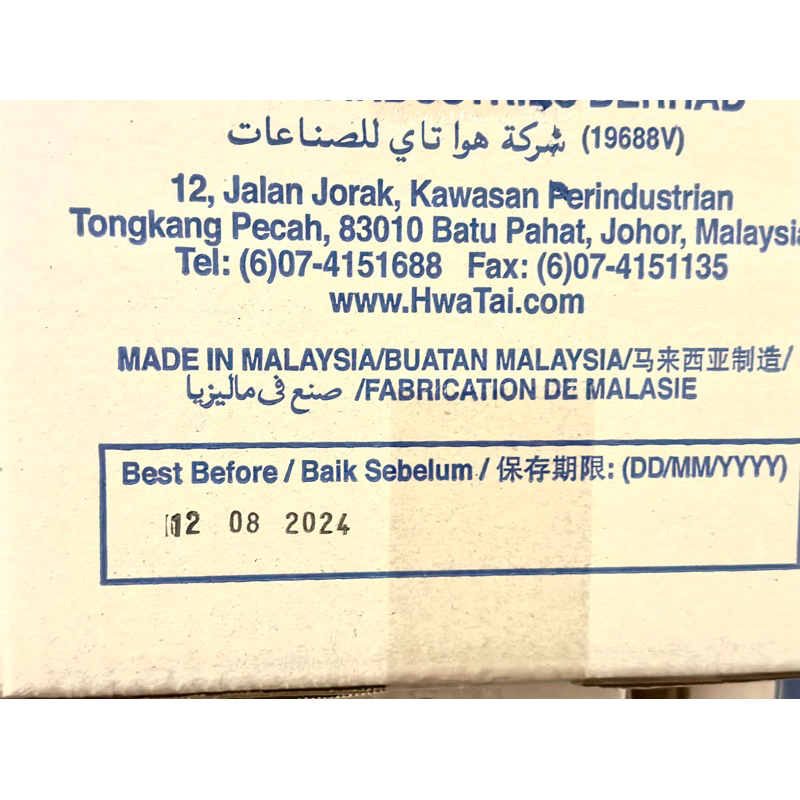 INDUSTRIES BERHAD
شركة هوا تاي للصناعات (19688V)
12, Jalan Jorak, Kawasan Perindustrian
Tongkang Pecah, 83010 Batu Pahat, Johor, Malaysia
Tel: (6)07-4151688 Fax: (6)07-4151135
www.HwaTai.com
MADE IN MALAYSIA/BUATAN MALAYSIA/马来西亚制造/
صنع في ماليزيا /FABRICATION DE MALASIE
Best Before / Baik Sebelum / 保存期限: (DD/MM/YYYY)
12 08 2024